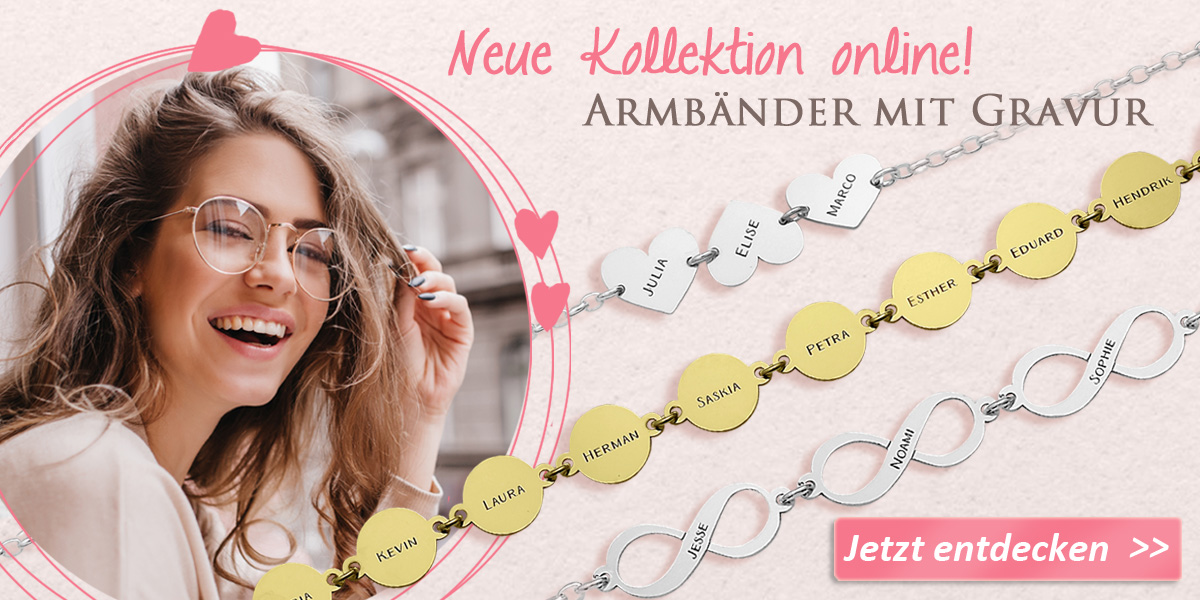 Neue Kollektion online!
Armbänder mit Gravur
Julia
Elise
Marco
Kevin
Laura
Herman
Saskia
Petra
Esther
Eduard
Hendrik
Jesse
Noami
Sophie
Jetzt entdecken >>